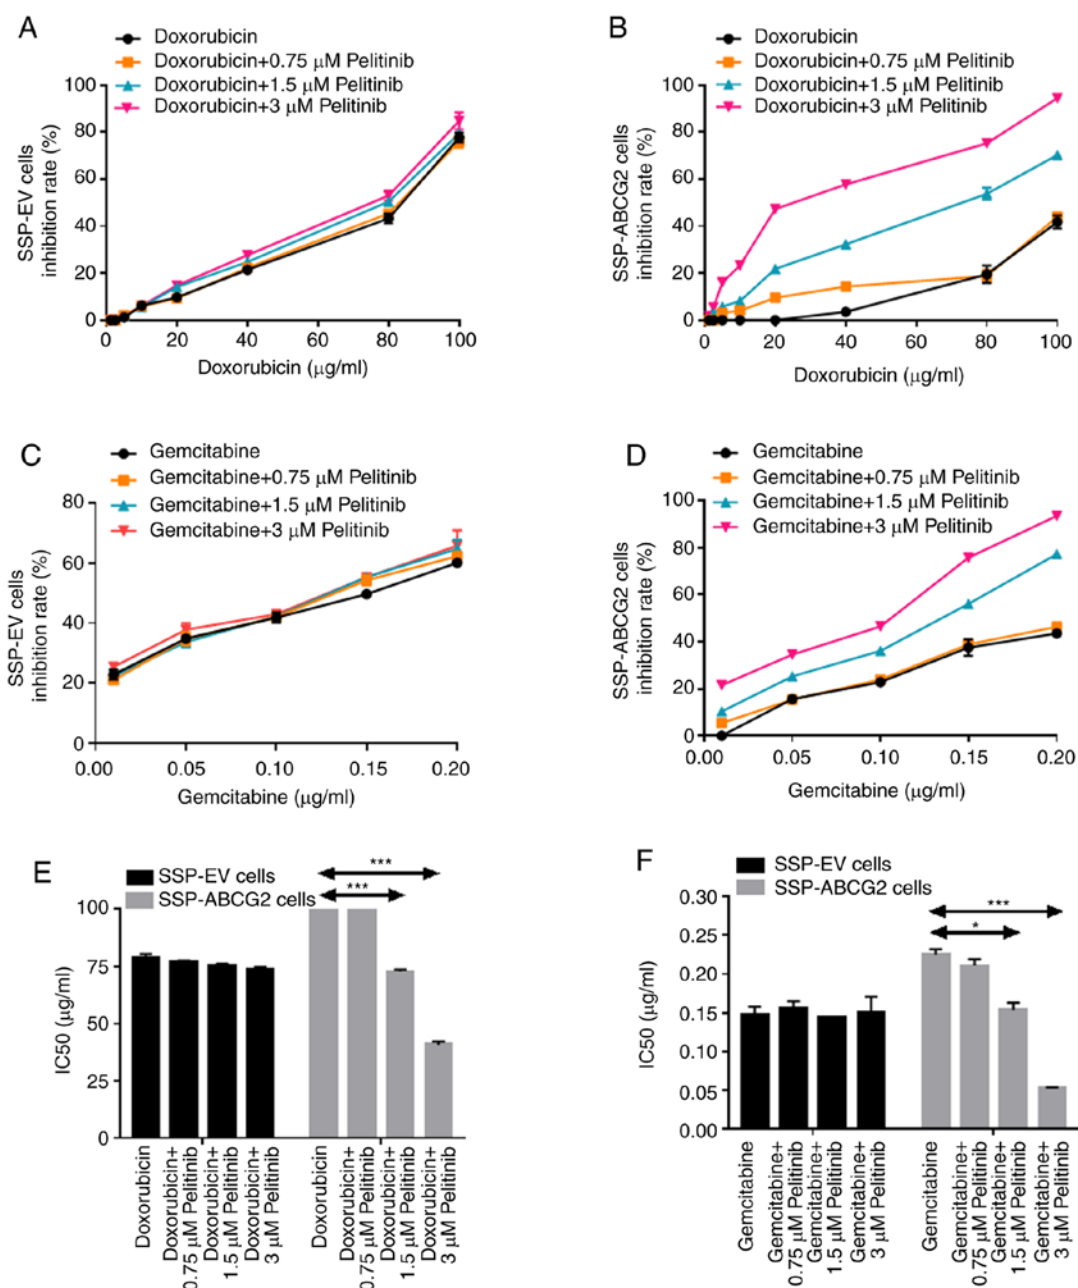 A
Doxorubicin
Doxorubicin+0.75 μM Pelitinib
Doxorubicin+1.5 μM Pelitinib
Doxorubicin+3 μM Pelitinib
SSP-EV cells
inhibition rate (%)
100
80
60
40
20
0
0
20
40
60
80
100
Doxorubicin (μg/ml)
B
Doxorubicin
Doxorubicin+0.75 μM Pelitinib
Doxorubicin+1.5 μM Pelitinib
Doxorubicin+3 μM Pelitinib
SSP-ABCG2 cells
inhibition rate (%)
100
80
60
40
20
0
0
20
40
60
80
100
Doxorubicin (μg/ml)
C
Gemcitabine
Gemcitabine+0.75 μM Pelitinib
Gemcitabine+1.5 μM Pelitinib
Gemcitabine+3 μM Pelitinib
SSP-EV cells
inhibition rate (%)
80
60
40
20
0
0.00
0.05
0.10
0.15
0.20
Gemcitabine (μg/ml)
D
Gemcitabine
Gemcitabine+0.75 μM Pelitinib
Gemcitabine+1.5 μM Pelitinib
Gemcitabine+3 μM Pelitinib
SSP-ABCG2 cells
inhibition rate (%)
100
80
60
40
20
0
0.00
0.05
0.10
0.15
0.20
Gemcitabine (μg/ml)
E
SSP-EV cells
SSP-ABCG2 cells
***
***
IC50 (μg/ml)
100
75
50
25
0
Doxorubicin
Doxorubicin+
0.75 μM Pelitinib
Doxorubicin+
1.5 μM Pelitinib
Doxorubicin+
3 μM Pelitinib
Doxorubicin
Doxorubicin+
0.75 μM Pelitinib
Doxorubicin+
1.5 μM Pelitinib
Doxorubicin+
3 μM Pelitinib
F
SSP-EV cells
SSP-ABCG2 cells
***
*
IC50 (μg/ml)
0.30
0.25
0.20
0.15
0.10
0.05
0.00
Gemcitabine
Gemcitabine+
0.75 μM Pelitinib
Gemcitabine+
1.5 μM Pelitinib
Gemcitabine+
3 μM Pelitinib
Gemcitabine
Gemcitabine+
0.75 μM Pelitinib
Gemcitabine+
1.5 μM Pelitinib
Gemcitabine+
3 μM Pelitinib